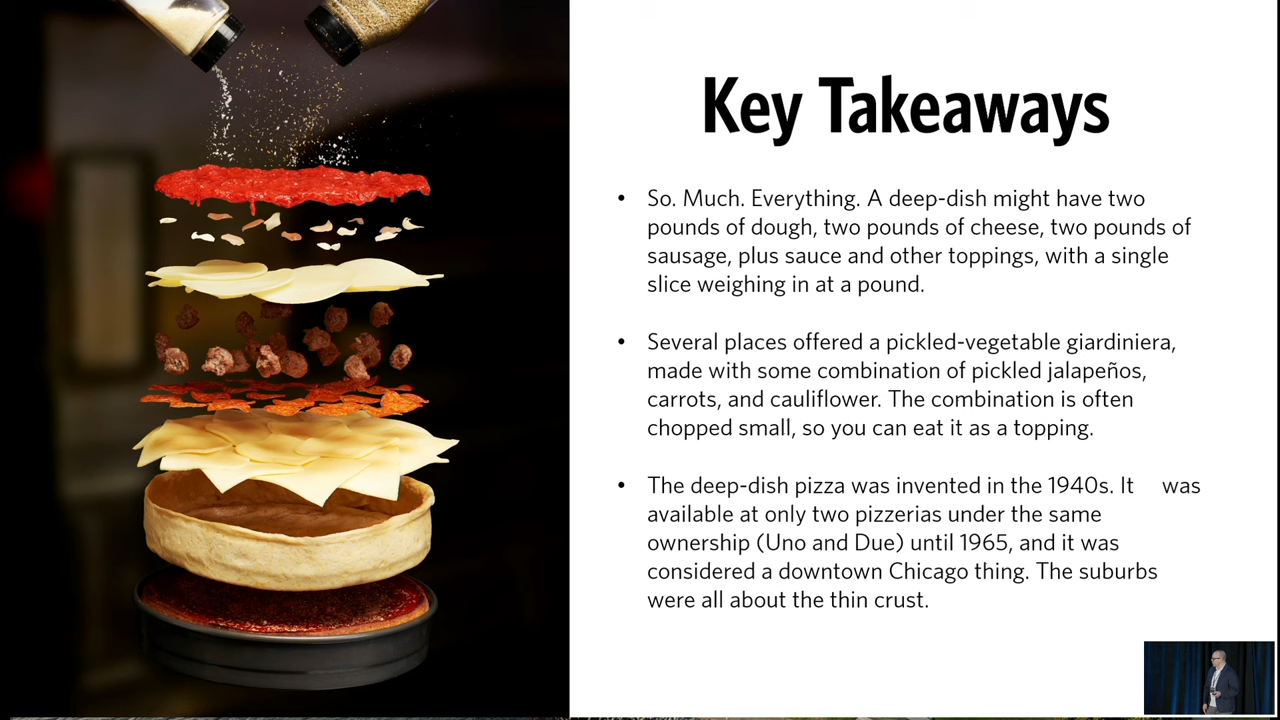 Key Takeaways
• So. Much. Everything. A deep-dish might have two
pounds of dough, two pounds of cheese, two pounds of
sausage, plus sauce and other toppings, with a single
slice weighing in at a pound.
• Several places offered a pickled-vegetable giardiniera,
made with some combination of pickled jalapeños,
carrots, and cauliflower. The combination is often
chopped small, so you can eat it as a topping.
• The deep-dish pizza was invented in the 1940s. It was
available at only two pizzerias under the same
ownership (Uno and Due) until 1965, and it was
considered a downtown Chicago thing. The suburbs
were all about the thin crust.